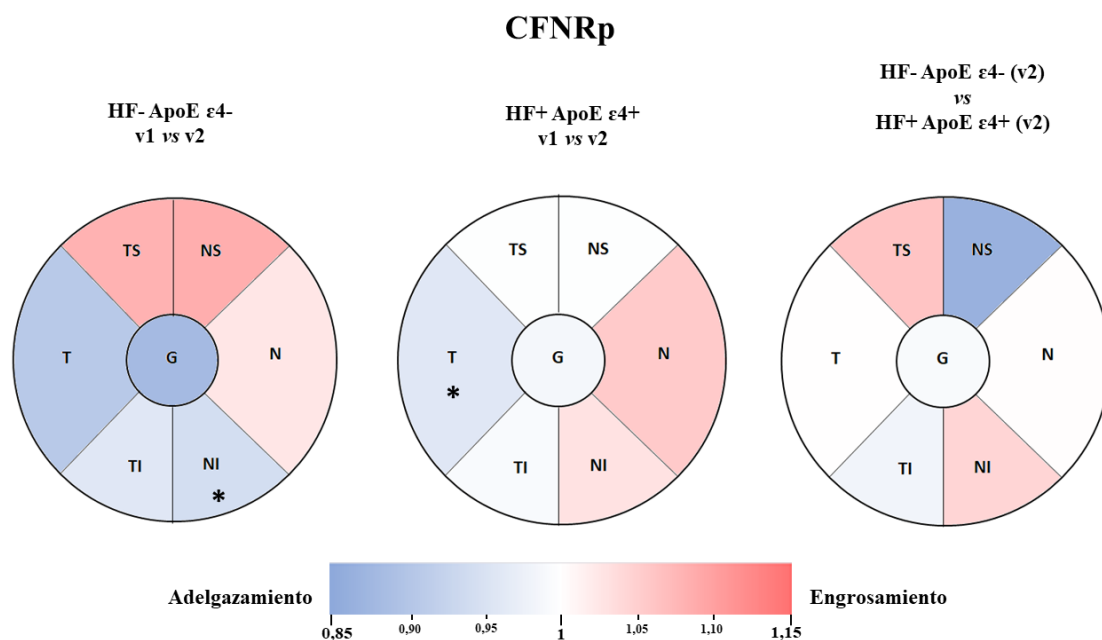 CFNRp
HF- ApoE ε4-
v1 vs v2
HF+ ApoE ε4+
v1 vs v2
HF- ApoE ε4- (v2)
vs
HF+ ApoE ε4+ (v2)
TS NS
T G N
TI NI
*
TS NS
T G N
*
TI NI
TS NS
T G N
TI NI
Adelgazamiento Engrosamiento
0,85 0,90 0,95 1 1,05 1,10 1,15